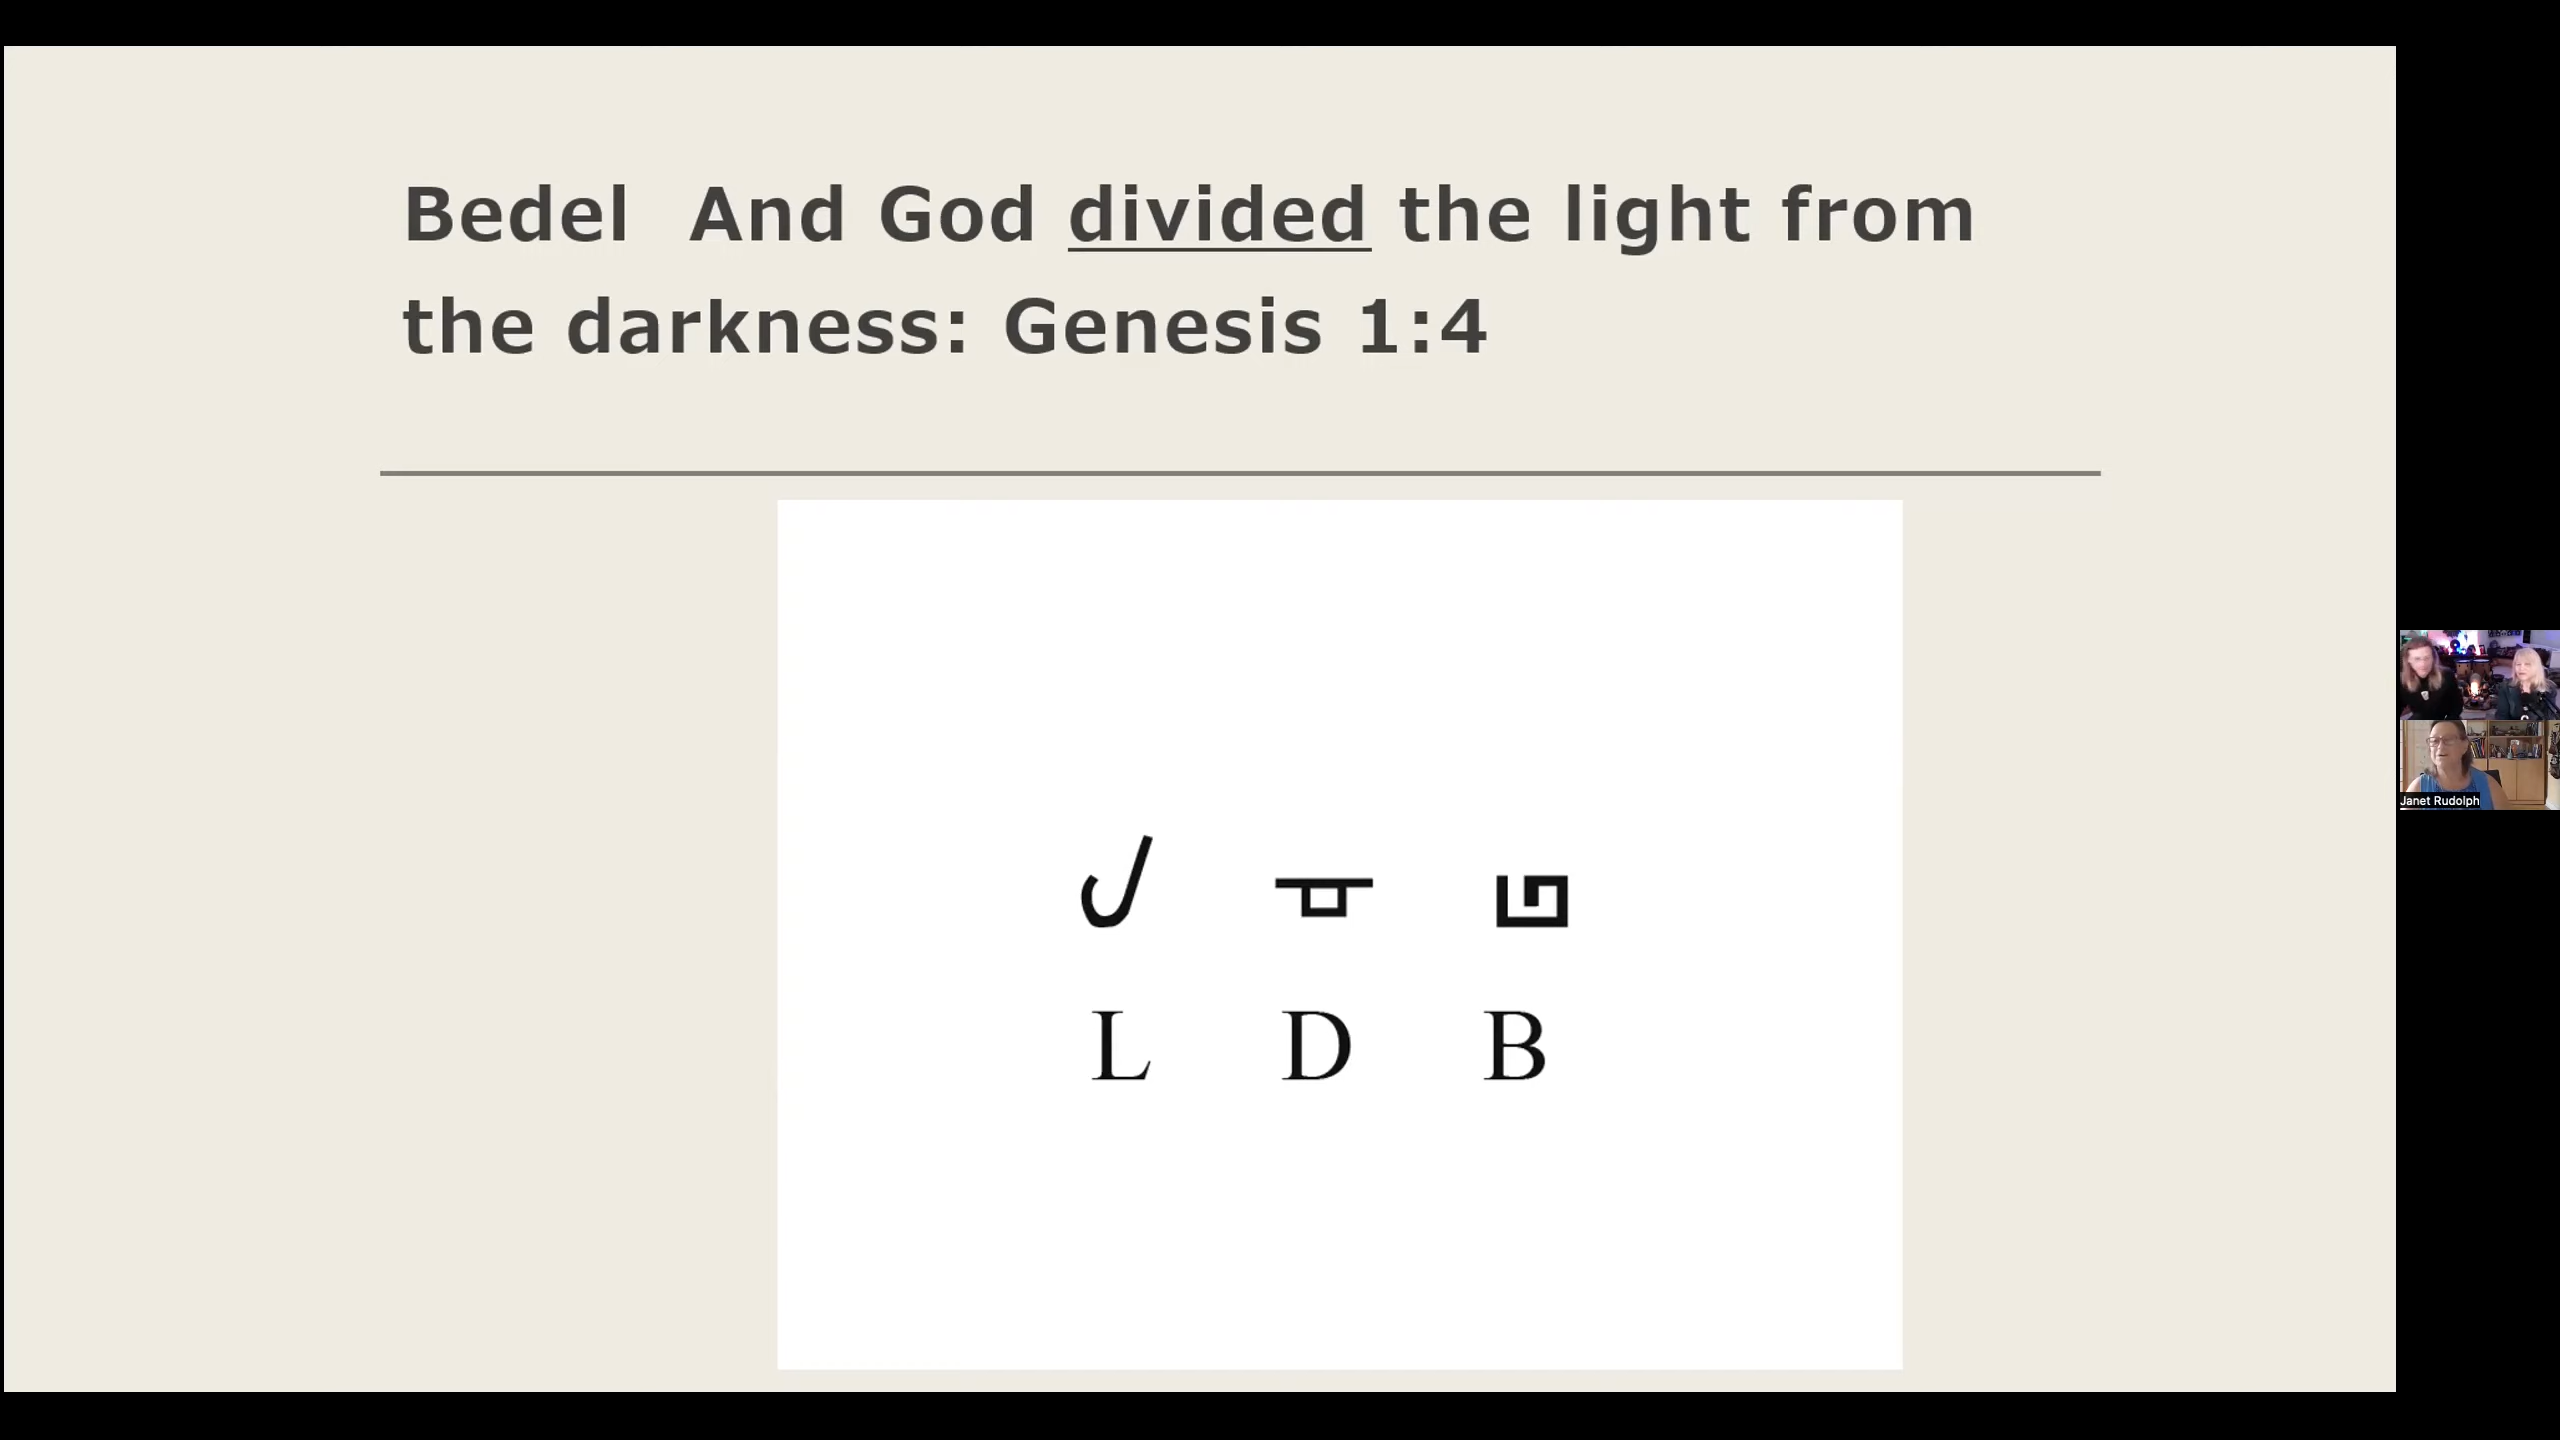 Bedel  And God divided the light from
the darkness: Genesis 1:4
L D B
Janet Rudolph